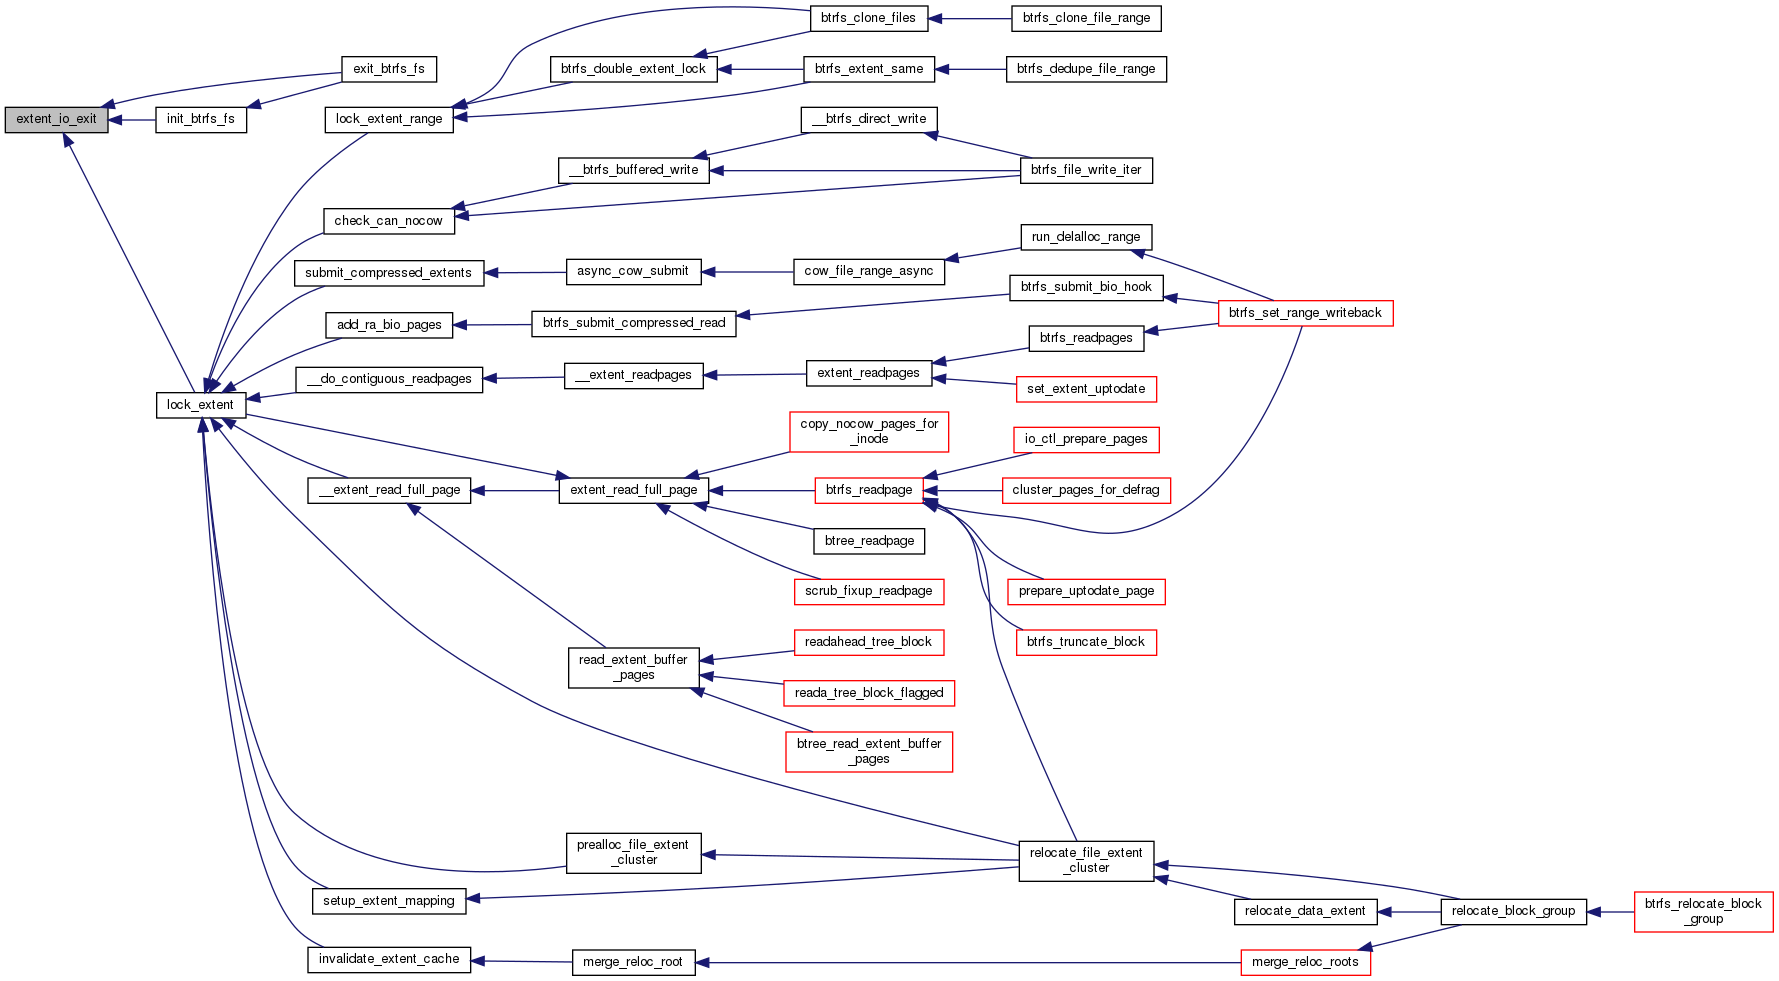 btrfs_clone_files
btrfs_clone_file_range
exit_btrfs_fs
btrfs_double_extent_lock
btrfs_extent_same
btrfs_dedupe_file_range
extent_io_exit
init_btrfs_fs
lock_extent_range
__btrfs_direct_write
__btrfs_buffered_write
btrfs_file_write_iter
check_can_nocow
run_delalloc_range
submit_compressed_extents
async_cow_submit
cow_file_range_async
btrfs_submit_bio_hook
btrfs_set_range_writeback
add_ra_bio_pages
btrfs_submit_compressed_read
btrfs_readpages
__do_contiguous_readpages
__extent_readpages
extent_readpages
set_extent_uptodate
lock_extent
copy_nocow_pages_for
_inode
io_ctl_prepare_pages
__extent_read_full_page
extent_read_full_page
btrfs_readpage
cluster_pages_for_defrag
btree_readpage
scrub_fixup_readpage
prepare_uptodate_page
readahead_tree_block
btrfs_truncate_block
read_extent_buffer
_pages
reada_tree_block_flagged
btree_read_extent_buffer
_pages
prealloc_file_extent
_cluster
relocate_file_extent
_cluster
setup_extent_mapping
relocate_data_extent
relocate_block_group
btrfs_relocate_block
_group
invalidate_extent_cache
merge_reloc_root
merge_reloc_roots